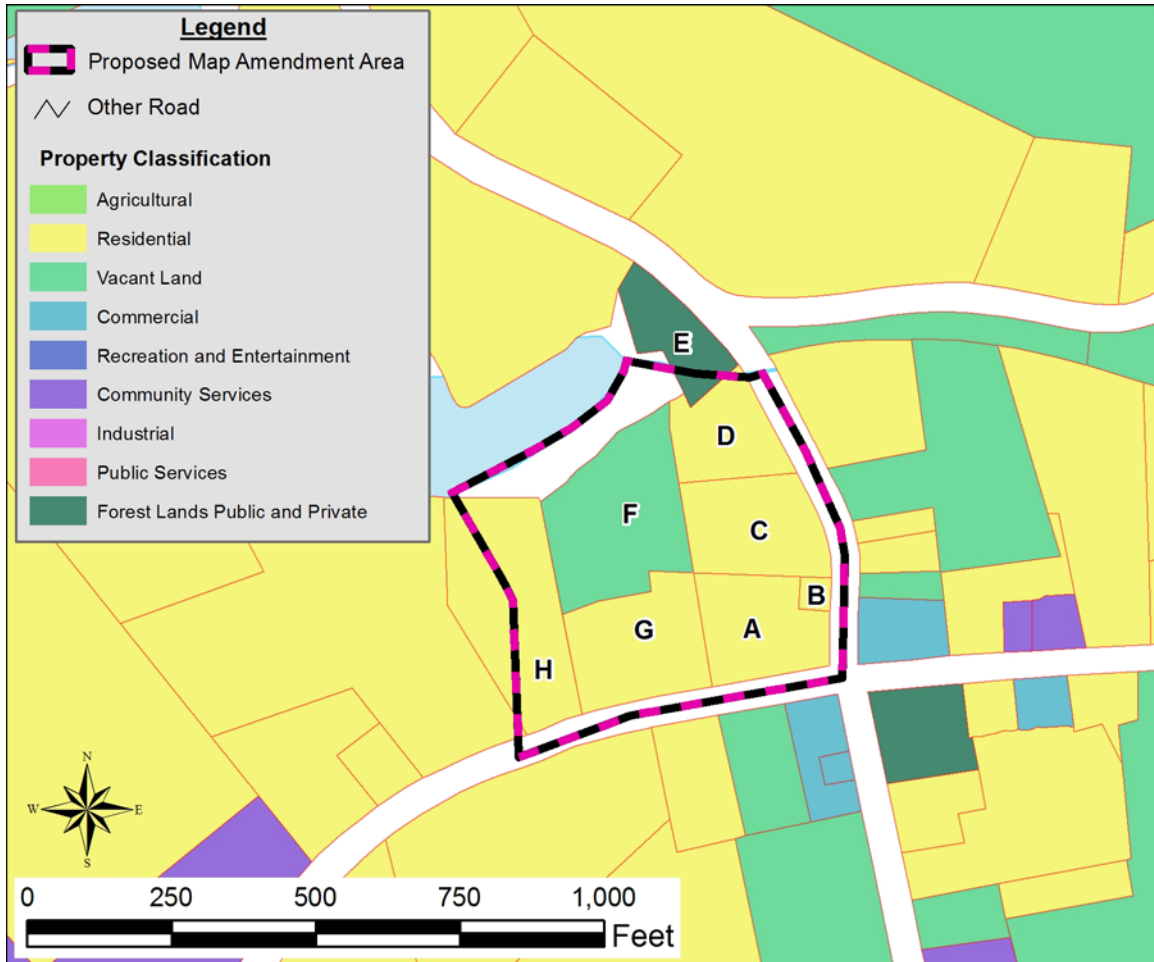 Legend
Proposed Map Amendment Area
Other Road
Property Classification
Agricultural
Residential
Vacant Land
Commercial
Recreation and Entertainment
Community Services
Industrial
Public Services
Forest Lands Public and Private
E
D
F
C
B
A
G
H
N
W E
S
0 250 500 750 1,000
Feet